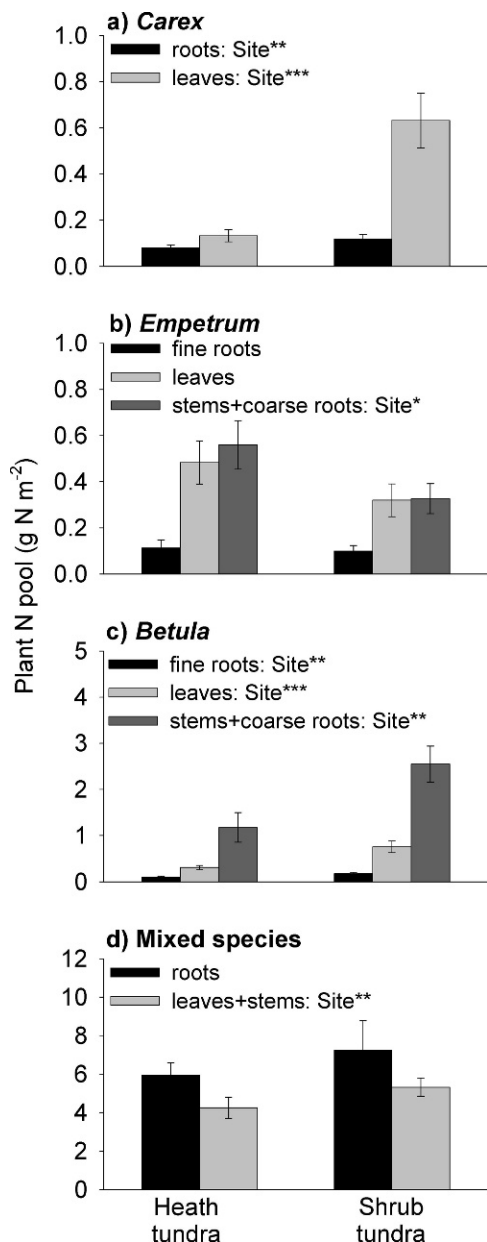 Plant N pool (g N m⁻²)
a) Carex
roots: Site**
leaves: Site***
1.0
0.8
0.6
0.4
0.2
0.0
b) Empetrum
fine roots
leaves
stems+coarse roots: Site*
1.0
0.8
0.6
0.4
0.2
0.0
c) Betula
fine roots: Site**
leaves: Site***
stems+coarse roots: Site**
5
4
3
2
1
0
d) Mixed species
roots
leaves+stems: Site**
12
10
8
6
4
2
0
Heath
tundra
Shrub
tundra